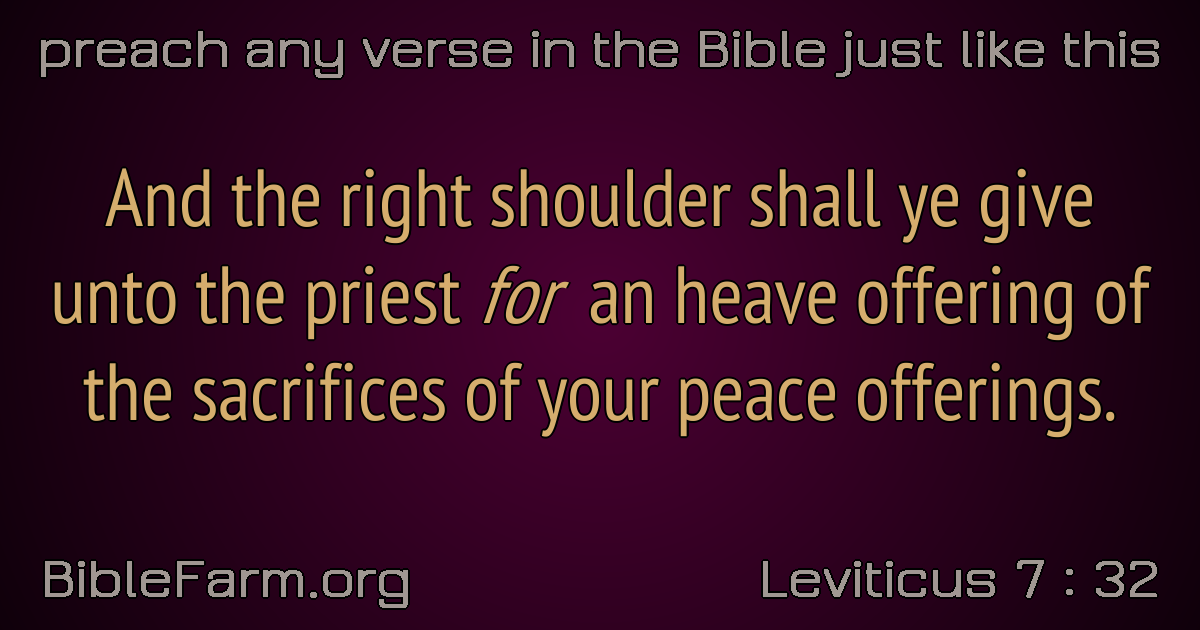 preach any verse in the Bible just like this
And the right shoulder shall ye give
unto the priest for an heave offering of
the sacrifices of your peace offerings.
BibleFarm.org
Leviticus 7 : 32